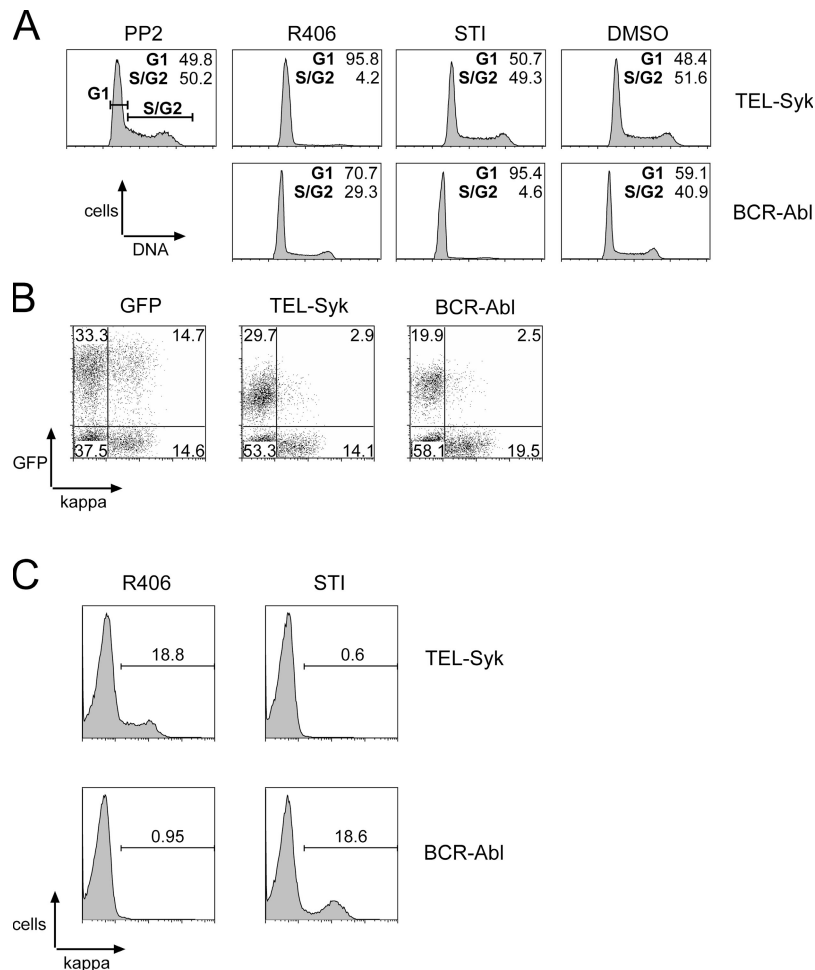 A
PP2 R406 STI DMSO
G1 49.8
S/G2 50.2
G1
S/G2
G1 95.8
S/G2 4.2
G1 50.7
S/G2 49.3
G1 48.4
S/G2 51.6
TEL-Syk
cells
DNA
G1 70.7
S/G2 29.3
G1 95.4
S/G2 4.6
G1 59.1
S/G2 40.9
BCR-Abl
B
GFP TEL-Syk BCR-Abl
33.3 14.7
37.5 14.6
29.7 2.9
53.3 14.1
19.9 2.5
58.1 19.5
GFP
kappa
C
R406 STI
18.8 0.6
TEL-Syk
0.95 18.6
BCR-Abl
cells
kappa